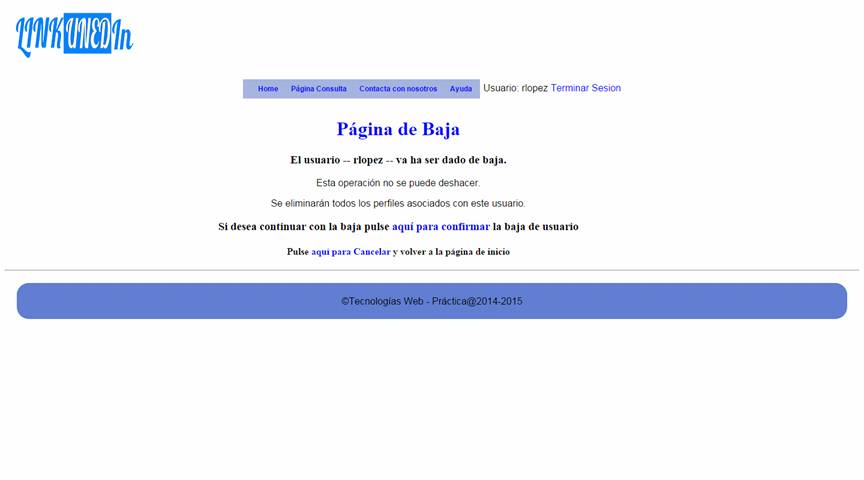 LINKUNEDIn
Home Página Consulta Contacta con nosotros Ayuda Usuario: rlopez Terminar Sesion
Página de Baja
El usuario -- rlopez -- va ha ser dado de baja.
Esta operación no se puede deshacer.
Se eliminarán todos los perfiles asociados con este usuario.
Si desea continuar con la baja pulse aquí para confirmar la baja de usuario
Pulse aquí para Cancelar y volver a la página de inicio
©Tecnologías Web - Práctica@2014-2015